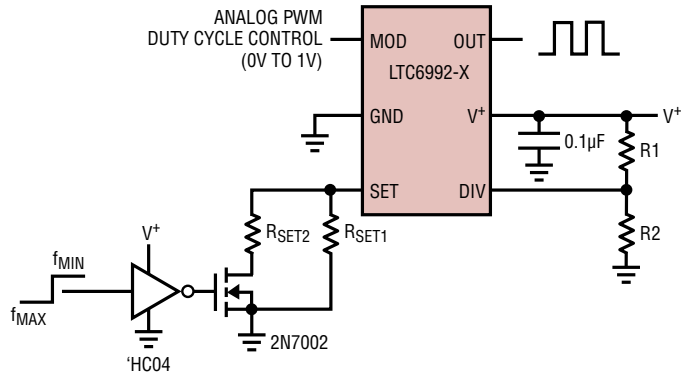 ANALOG PWM
DUTY CYCLE CONTROL
(0V TO 1V)
MOD
OUT
LTC6992-X
GND
V+
V+
0.1µF
R1
SET
DIV
RSET2
RSET1
R2
V+
fMIN
fMAX
2N7002
‘HC04